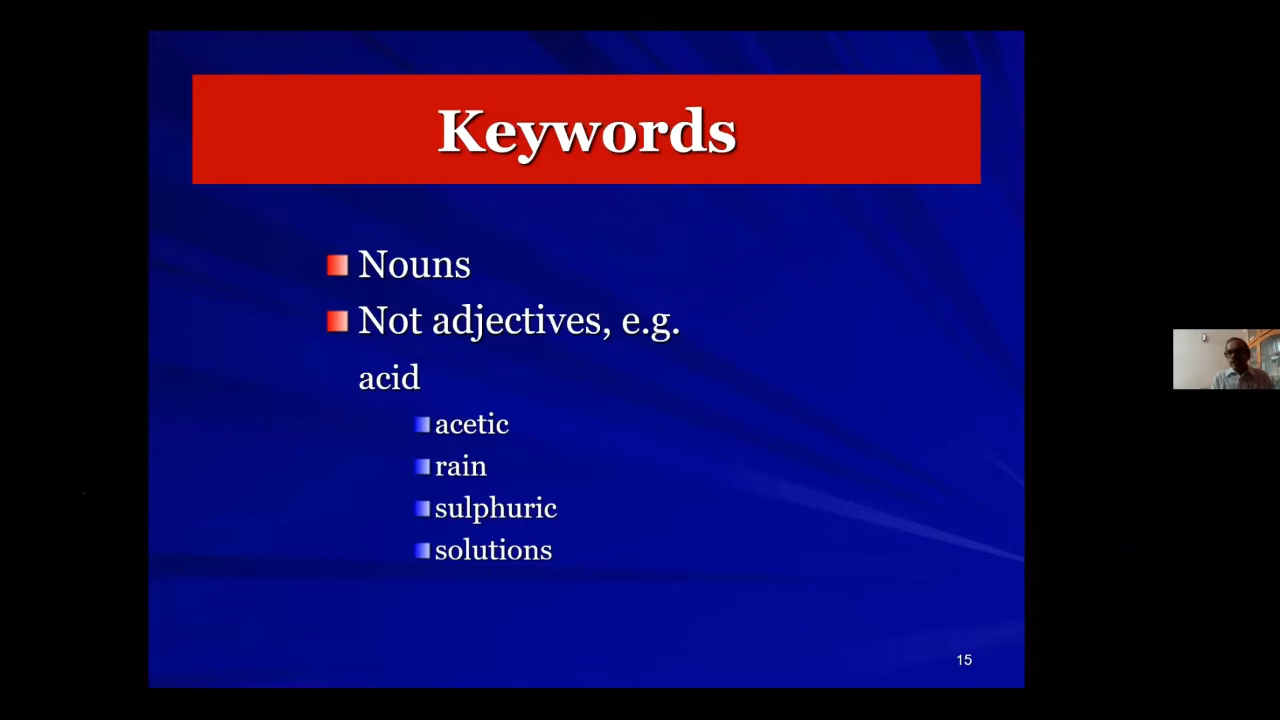 Keywords
Nouns
Not adjectives, e.g.
acid
acetic
rain
sulphuric
solutions
15